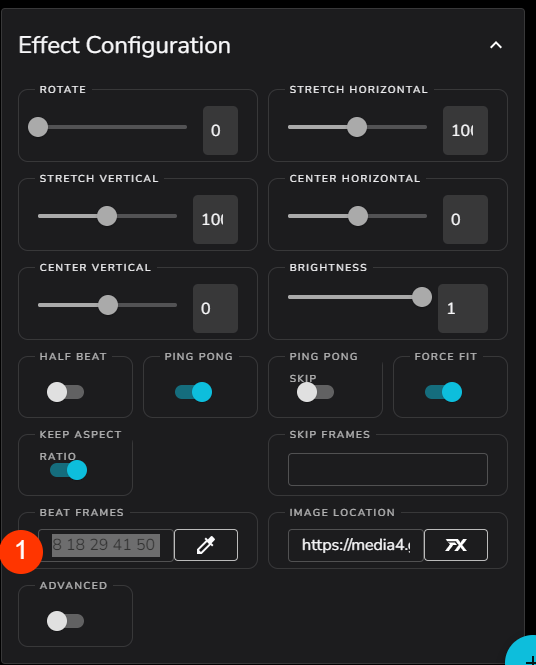 Effect Configuration
ROTATE
0
STRETCH HORIZONTAL
100
STRETCH VERTICAL
100
CENTER HORIZONTAL
0
CENTER VERTICAL
0
BRIGHTNESS
1
HALF BEAT
PING PONG
PING PONG
SKIP
FORCE FIT
KEEP ASPECT
RATIO
SKIP FRAMES
BEAT FRAMES
1
8 18 29 41 50
IMAGE LOCATION
https://media4.g
FX
ADVANCED
+